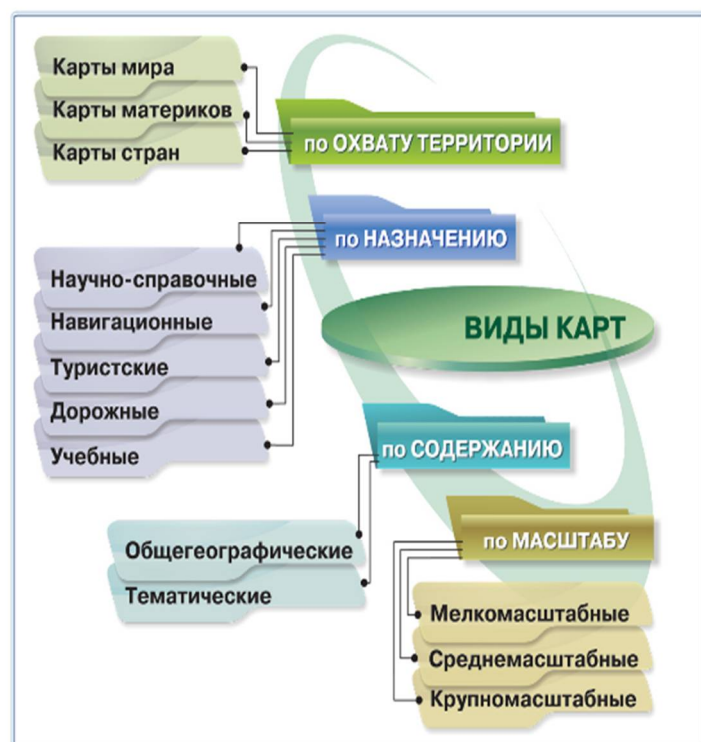 Карты мира
Карты материков
Карты стран
по ОХВАТУ ТЕРРИТОРИИ
по НАЗНАЧЕНИЮ
Научно-справочные
Навигационные
Туристские
Дорожные
Учебные
ВИДЫ КАРТ
по СОДЕРЖАНИЮ
Общегеографические
Тематические
по МАСШТАБУ
Мелкомасштабные
Среднемасштабные
Крупномасштабные